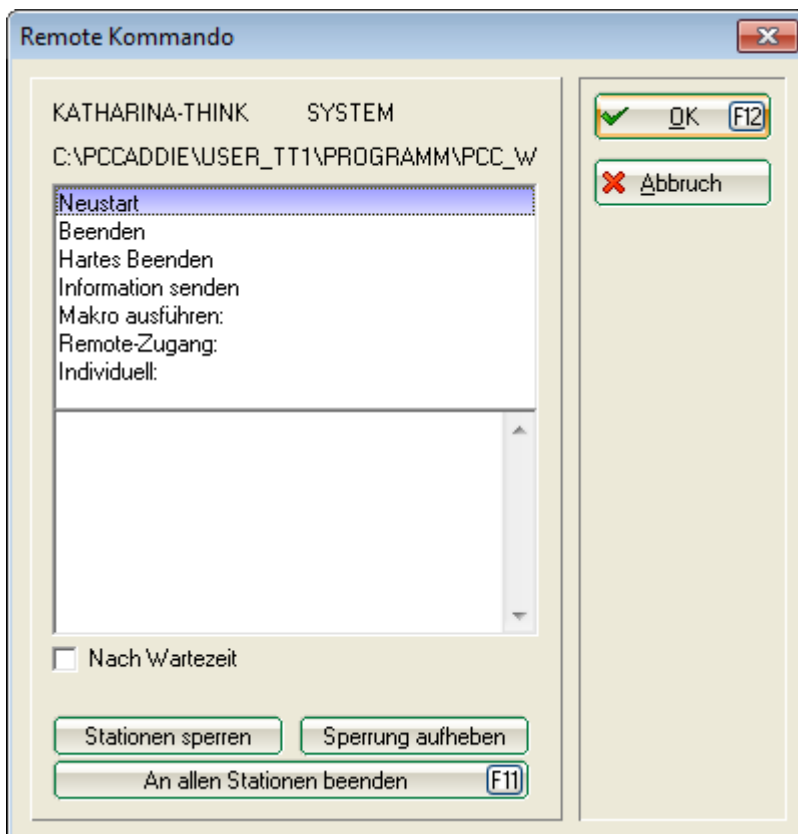 Remote Kommando
KATHARINA-THINK SYSTEM
C:\PCCADDIE\USER_TT1\PROGRAMM\PCC_W
Neustart
Beenden
Hartes Beenden
Information senden
Makro ausführen:
Remote-Zugang:
Individuell:
Nach Wartezeit
Stationen sperren
Sperrung aufheben
An allen Stationen beenden F11
OK F12
Abbruch